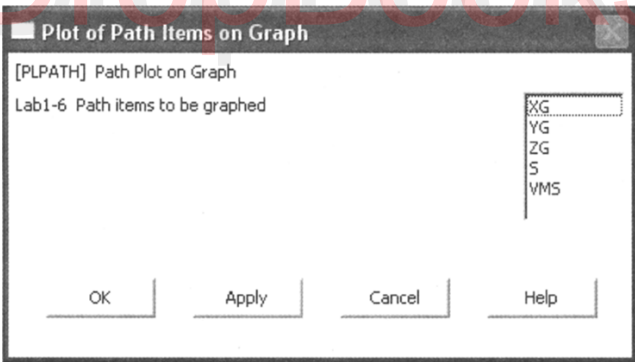 Plot of Path Items on Graph
[PLPATH] Path Plot on Graph
Lab1-6 Path items to be graphed
XG
YG
ZG
S
VMS
OK
Apply
Cancel
Help